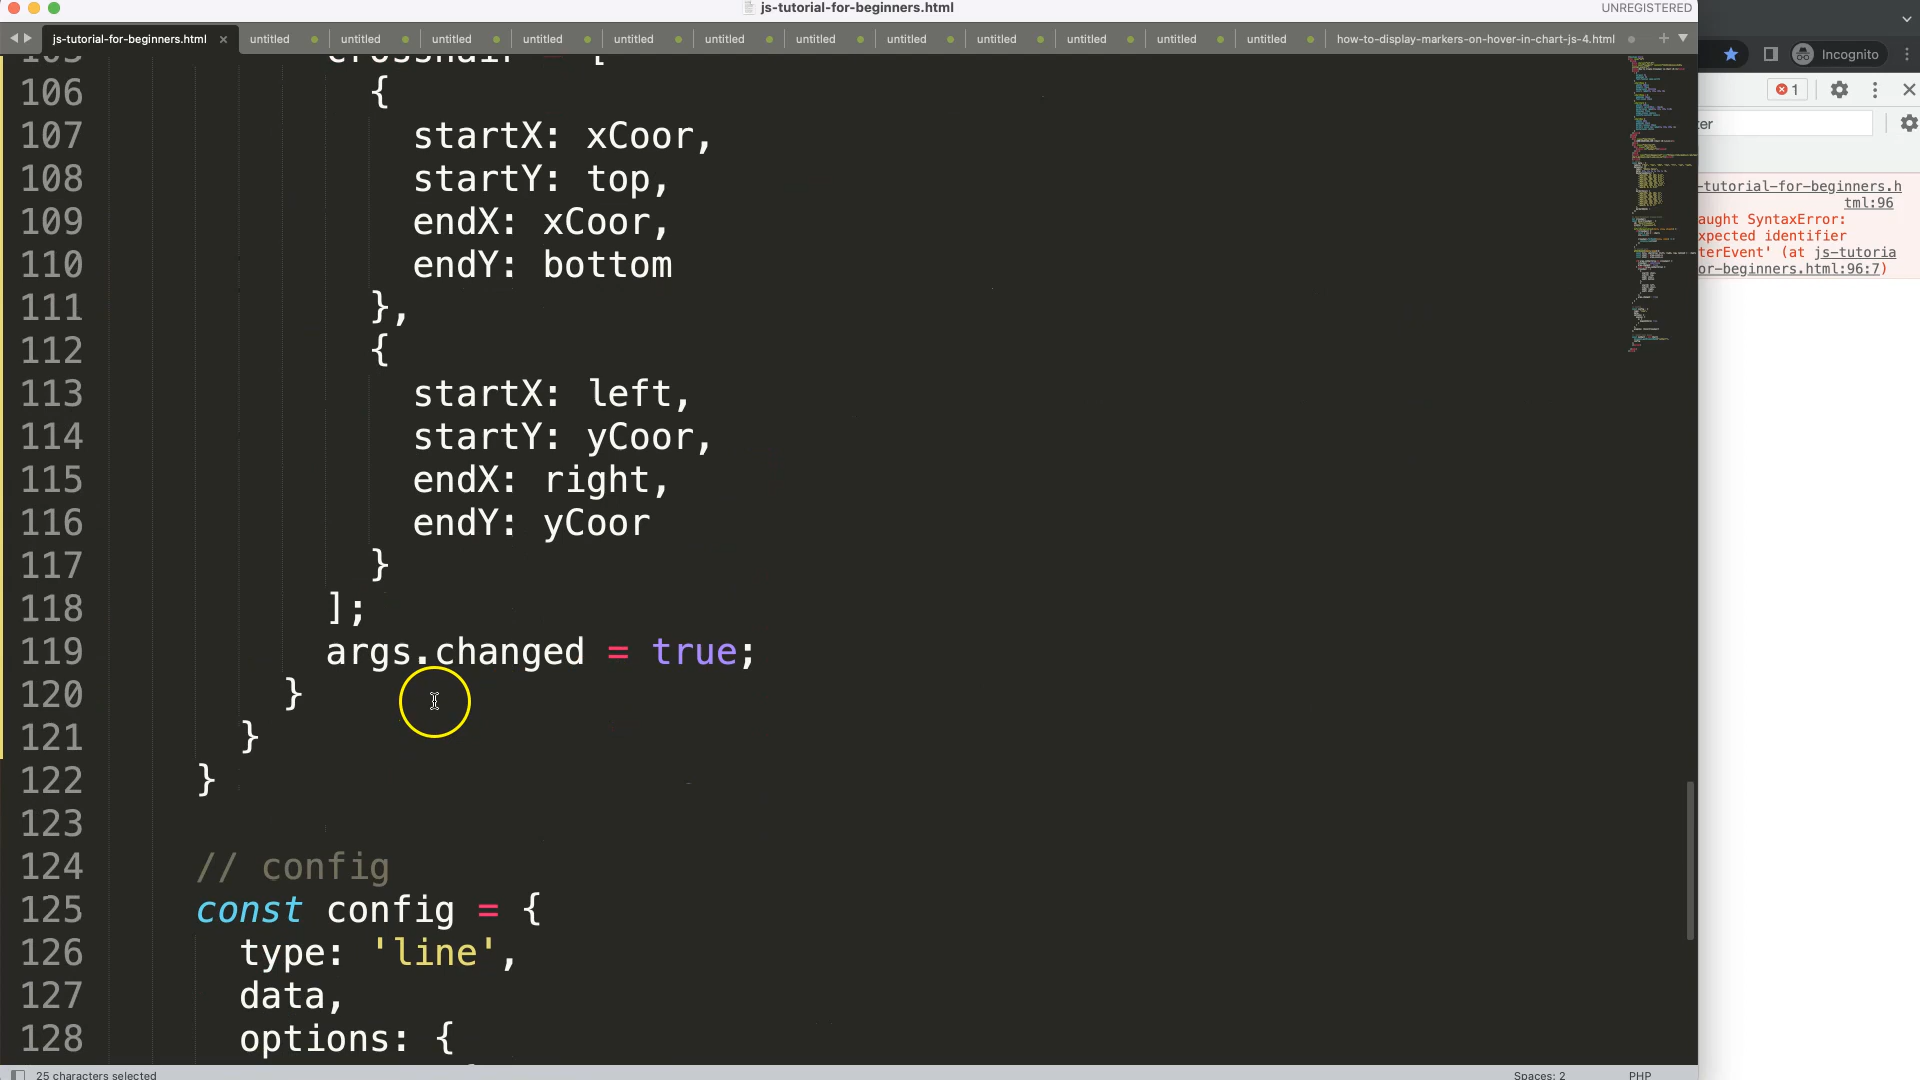 js-tutorial-for-beginners.html
UNREGISTERED
js-tutorial-for-beginners.html × untitled untitled untitled untitled untitled untitled untitled untitled untitled untitled untitled untitled how-to-display-markers-on-hover-in-chart-js-4.html
Incognito
1
ter
105 crosshair = [
106 {
107 startX: xCoor,
108 startY: top,
109 endX: xCoor,
110 endY: bottom
111 },
112 {
113 startX: left,
114 startY: yCoor,
115 endX: right,
116 endY: yCoor
117 }
118 ];
119 args.changed = true;
120 }
121 }
122 }
123
124 // config
125 const config = {
126 type: 'line',
127 data,
128 options: {
-tutorial-for-beginners.h
tml:96
aught SyntaxError:
xpected identifier
terEvent' (at js-tutoria
or-beginners.html:96:7)
25 characters selected
Spaces: 2
PHP